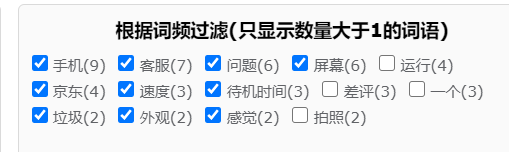 根据词频过滤(只显示数量大于1的词语)
手机(9) 客服(7) 问题(6) 屏幕(6) 运行(4)
京东(4) 速度(3) 待机时间(3) 差评(3) 一个(3)
垃圾(2) 外观(2) 感觉(2) 拍照(2)